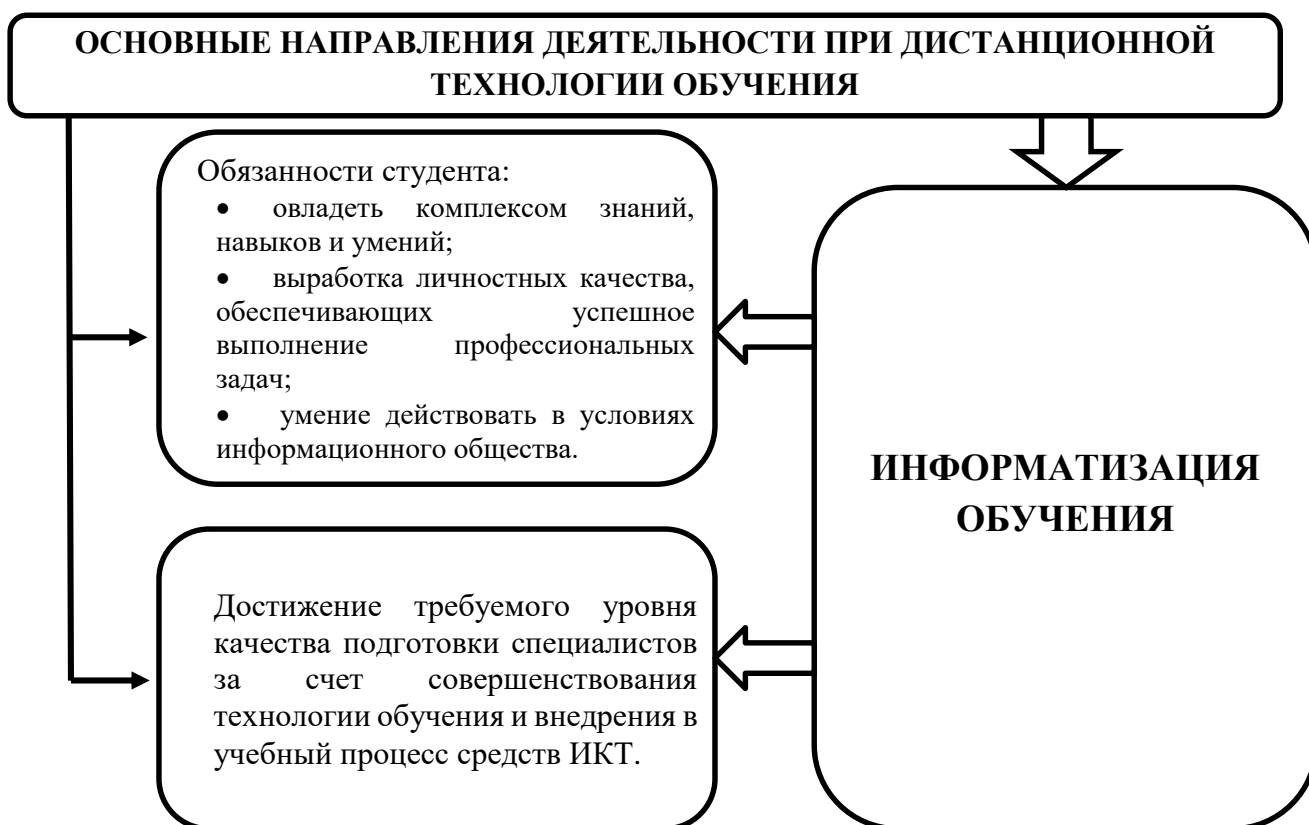 ОСНОВНЫЕ НАПРАВЛЕНИЯ ДЕЯТЕЛЬНОСТИ ПРИ ДИСТАНЦИОННОЙ
ТЕХНОЛОГИИ ОБУЧЕНИЯ
Обязанности студента:
• овладеть комплексом знаний,
навыков и умений;
• выработка личностных качества,
обеспечивающих успешное
выполнение профессиональных
задач;
• умение действовать в условиях
информационного общества.
Достижение требуемого уровня
качества подготовки специалистов
за счет совершенствования
технологии обучения и внедрения в
учебный процесс средств ИКТ.
ИНФОРМАТИЗАЦИЯ
ОБУЧЕНИЯ